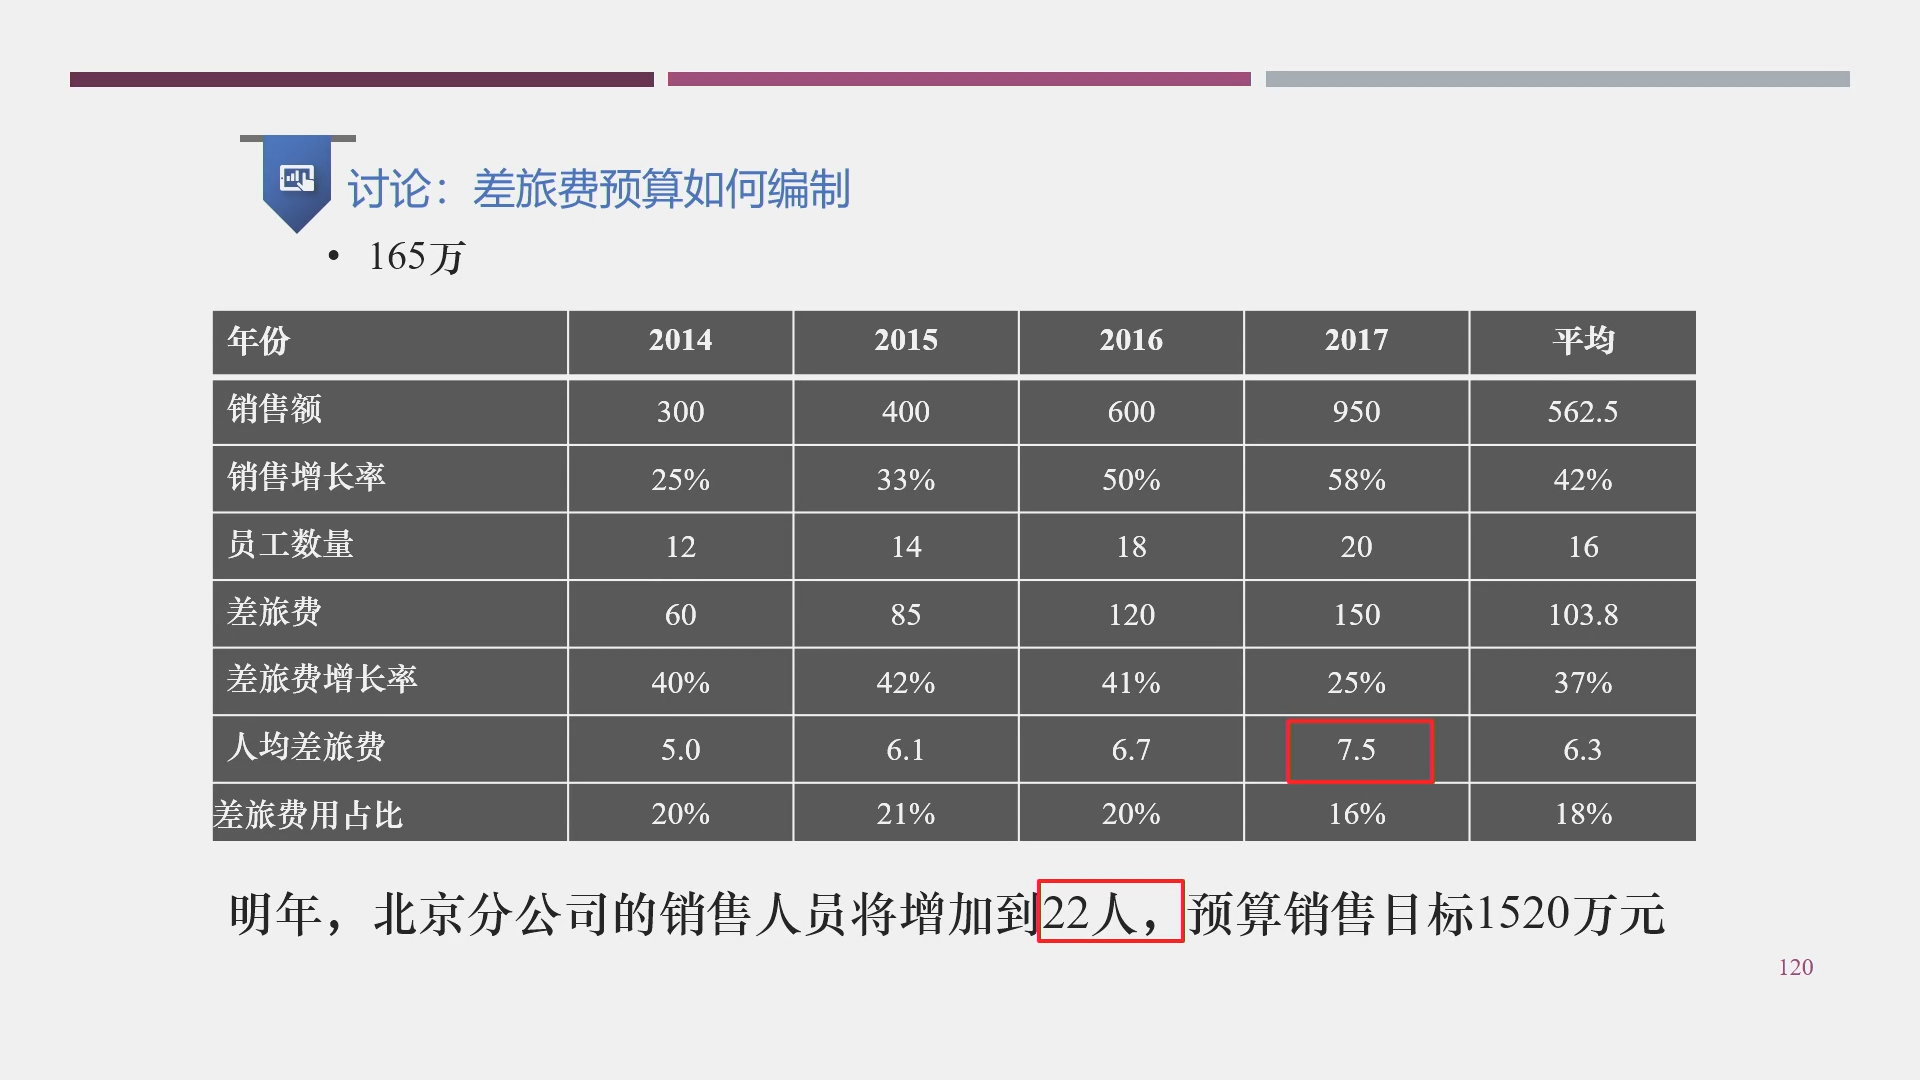 讨论：差旅费预算如何编制
• 165万
年份 2014 2015 2016 2017 平均
销售额 300 400 600 950 562.5
销售增长率 25% 33% 50% 58% 42%
员工数量 12 14 18 20 16
差旅费 60 85 120 150 103.8
差旅费增长率 40% 42% 41% 25% 37%
人均差旅费 5.0 6.1 6.7 7.5 6.3
差旅费用占比 20% 21% 20% 16% 18%
明年，北京分公司的销售人员将增加到22人，预算销售目标1520万元
120